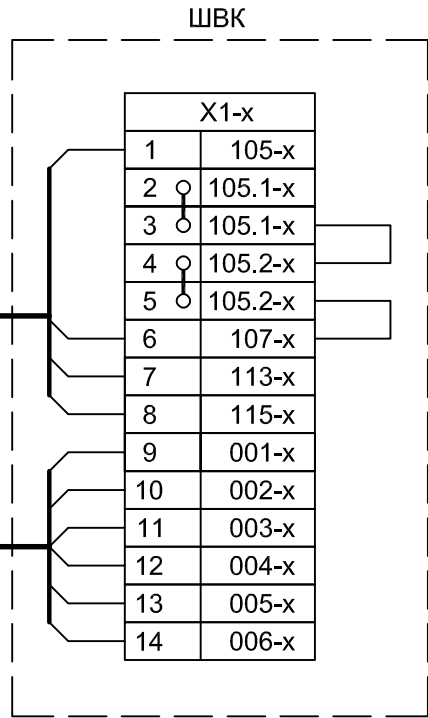 ШВК
X1-x
1 105-x
2 105.1-x
3 105.1-x
4 105.2-x
5 105.2-x
6 107-x
7 113-x
8 115-x
9 001-x
10 002-x
11 003-x
12 004-x
13 005-x
14 006-x